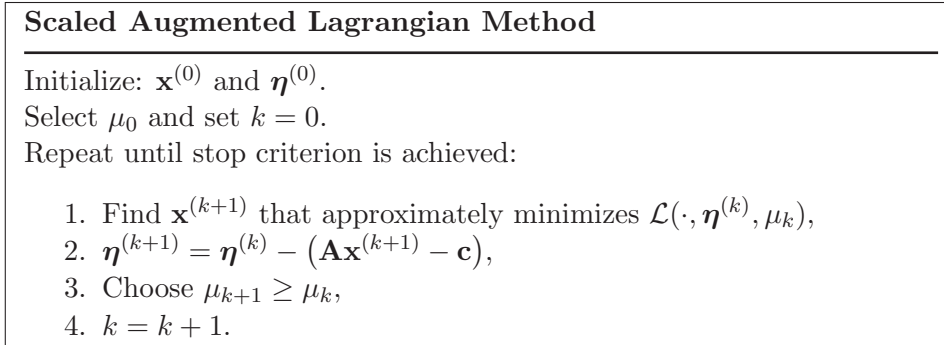 Scaled Augmented Lagrangian Method
Initialize: x⁽⁰⁾ and η⁽⁰⁾.
Select μ₀ and set k = 0.
Repeat until stop criterion is achieved:
1. Find x⁽ᵏ⁺¹⁾ that approximately minimizes ℒ(·, η⁽ᵏ⁾, μₖ),
2. η⁽ᵏ⁺¹⁾ = η⁽ᵏ⁾ − (Ax⁽ᵏ⁺¹⁾ − c),
3. Choose μₖ₊₁ ≥ μₖ,
4. k = k + 1.